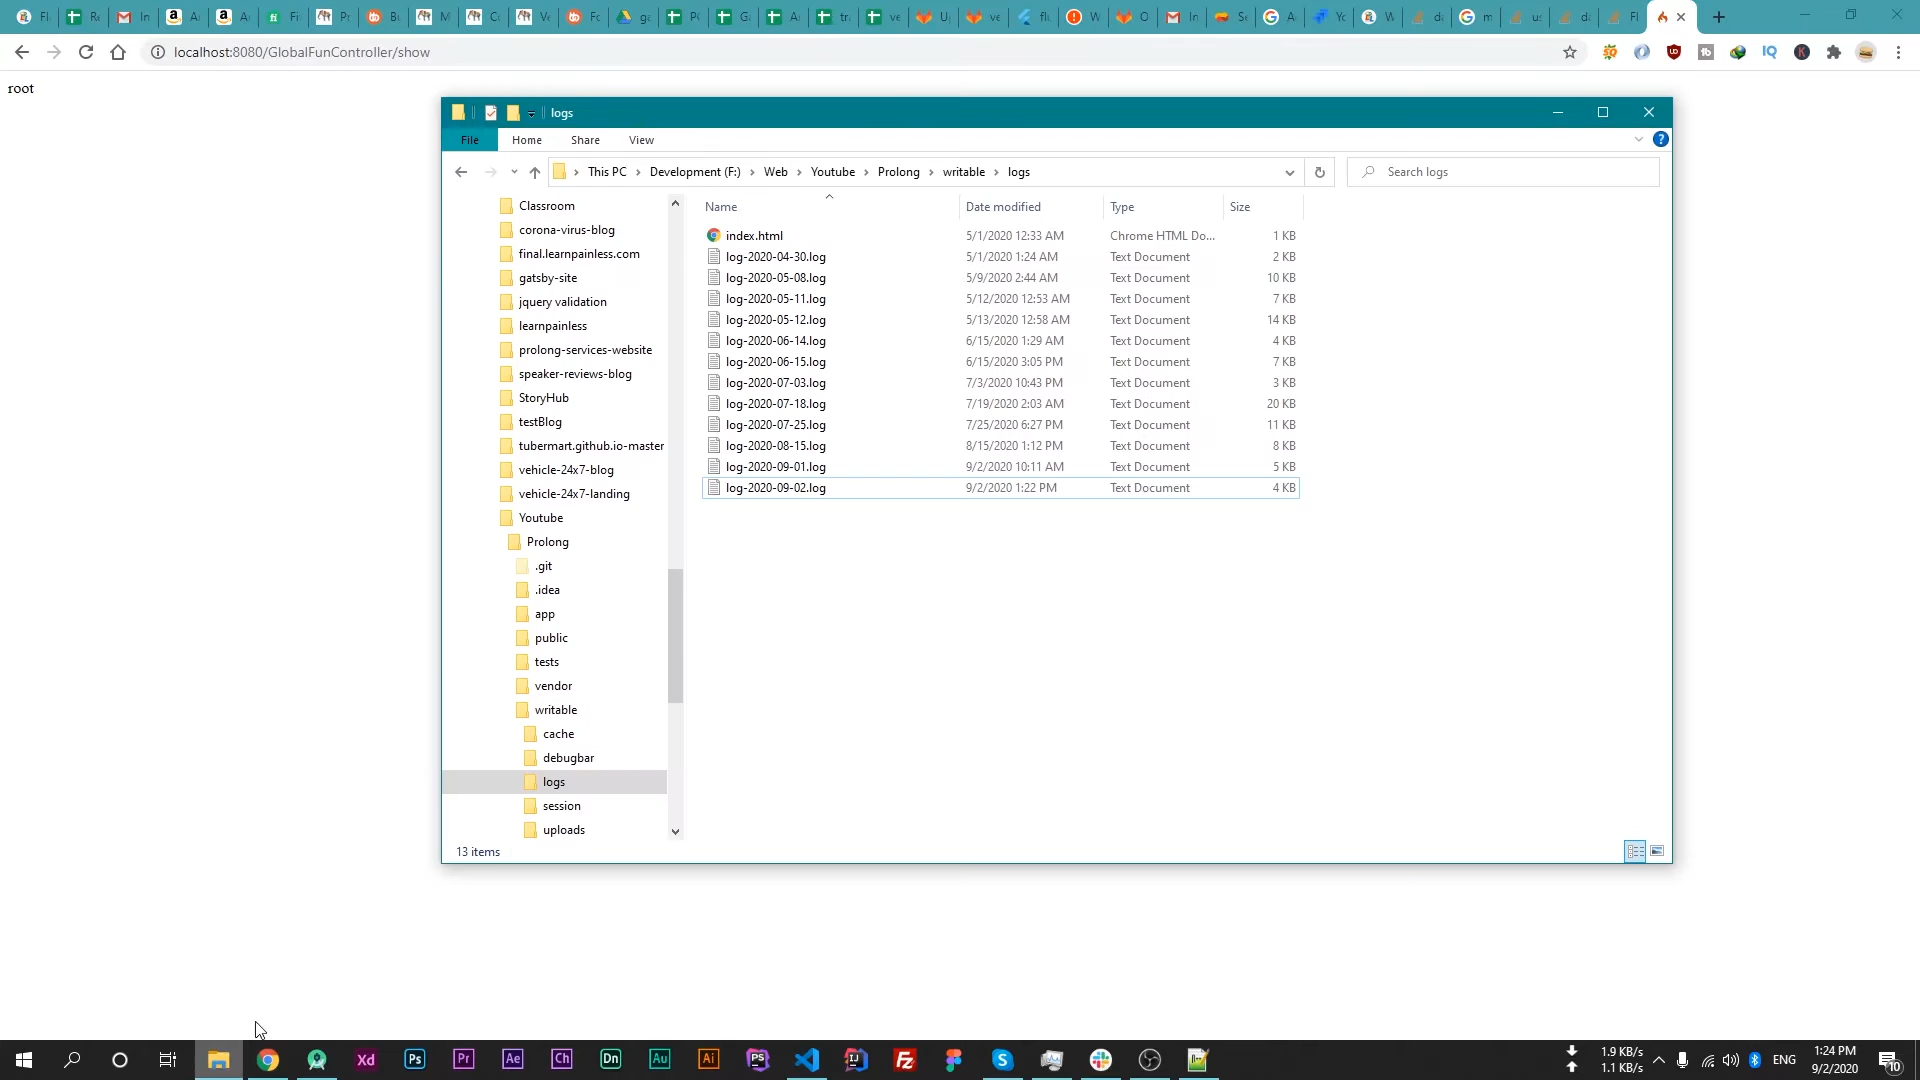 localhost:8080/GlobalFunController/show
root
logs
File Home Share View
This PC Development (F:) Web Youtube Prolong writable logs
Search logs
Name Date modified Type Size
index.html 5/1/2020 12:33 AM Chrome HTML Do... 1 KB
log-2020-04-30.log 5/1/2020 1:24 AM Text Document 2 KB
log-2020-05-08.log 5/9/2020 2:44 AM Text Document 10 KB
log-2020-05-11.log 5/12/2020 12:53 AM Text Document 7 KB
log-2020-05-12.log 5/13/2020 12:58 AM Text Document 14 KB
log-2020-06-14.log 6/15/2020 1:29 AM Text Document 4 KB
log-2020-06-15.log 6/15/2020 3:05 PM Text Document 7 KB
log-2020-07-03.log 7/3/2020 10:43 PM Text Document 3 KB
log-2020-07-18.log 7/19/2020 2:03 AM Text Document 20 KB
log-2020-07-25.log 7/25/2020 6:27 PM Text Document 11 KB
log-2020-08-15.log 8/15/2020 1:12 PM Text Document 8 KB
log-2020-09-01.log 9/2/2020 10:11 AM Text Document 5 KB
log-2020-09-02.log 9/2/2020 1:22 PM Text Document 4 KB
Classroom
corona-virus-blog
final.learnpainless.com
gatsby-site
jquery validation
learnpainless
prolong-services-website
speaker-reviews-blog
StoryHub
testBlog
tubermart.github.io-master
vehicle-24x7-blog
vehicle-24x7-landing
Youtube
Prolong
.git
.idea
app
public
tests
vendor
writable
cache
debugbar
logs
session
uploads
13 items
Xd Ps Pr Ae Ch Dn Au Ai PS IJ Fz
1.9 KB/s
1.1 KB/s
ENG
1:24 PM
9/2/2020
10